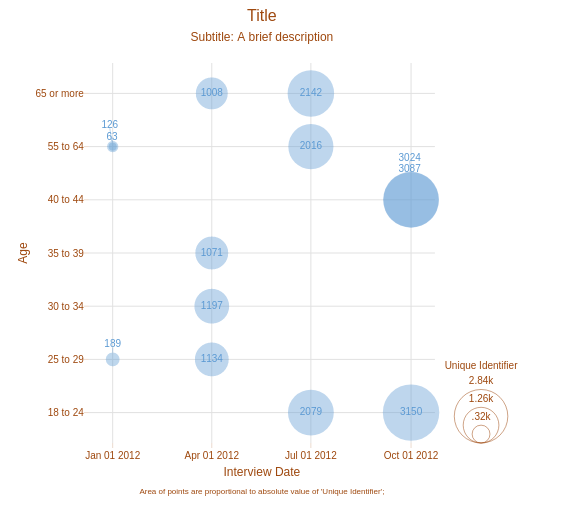 Title
Subtitle: A brief description
65 or more
1008
2142
126
63
55 to 64
2016
3024
3087
40 to 44
Age
35 to 39
1071
30 to 34
1197
189
25 to 29
1134
Unique Identifier
2.84k
1.26k
.32k
18 to 24
2079
3150
Jan 01 2012
Apr 01 2012
Jul 01 2012
Oct 01 2012
Interview Date
Area of points are proportional to absolute value of 'Unique Identifier';